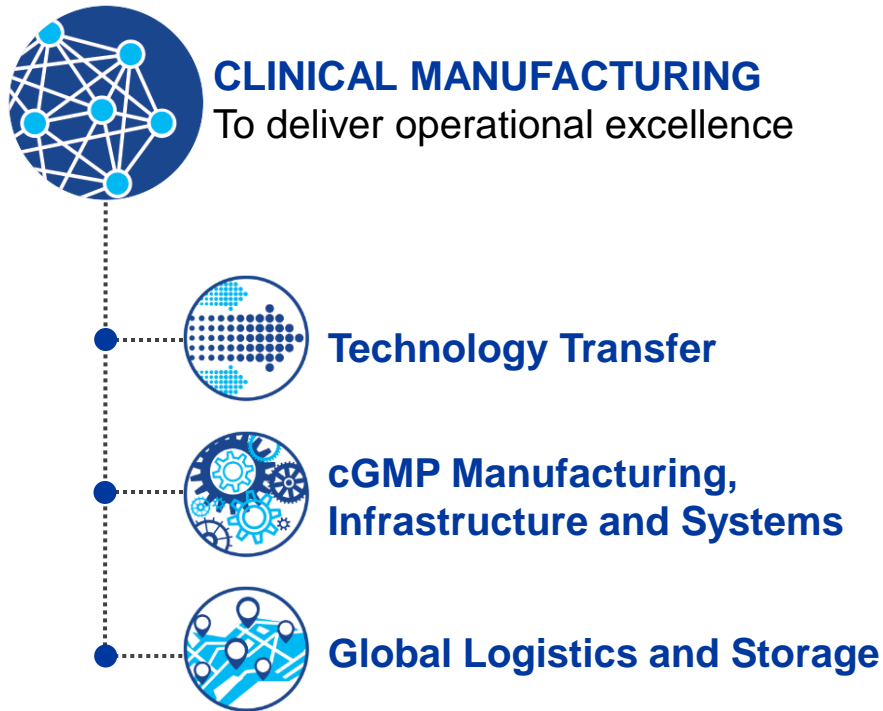 CLINICAL MANUFACTURING
To deliver operational excellence
Technology Transfer
cGMP Manufacturing,
Infrastructure and Systems
Global Logistics and Storage